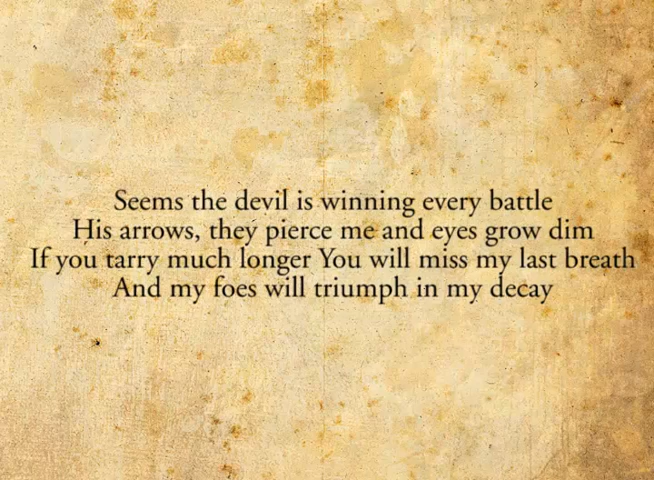 Seems the devil is winning every battle
His arrows, they pierce me and eyes grow dim
If you tarry much longer You will miss my last breath
And my foes will triumph in my decay